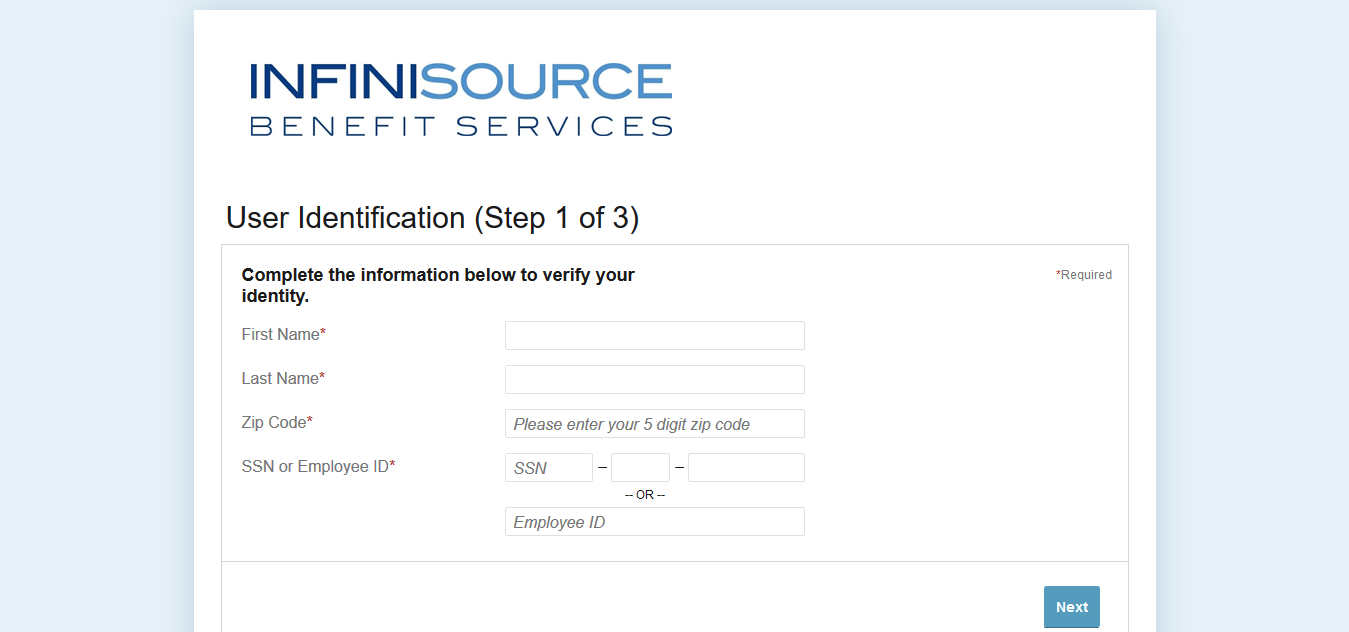 INFINISOURCE
BENEFIT SERVICES
User Identification (Step 1 of 3)
Complete the information below to verify your
identity.
*Required
First Name*
Last Name*
Zip Code*
Please enter your 5 digit zip code
SSN or Employee ID*
SSN – –
-- OR --
Employee ID
Next